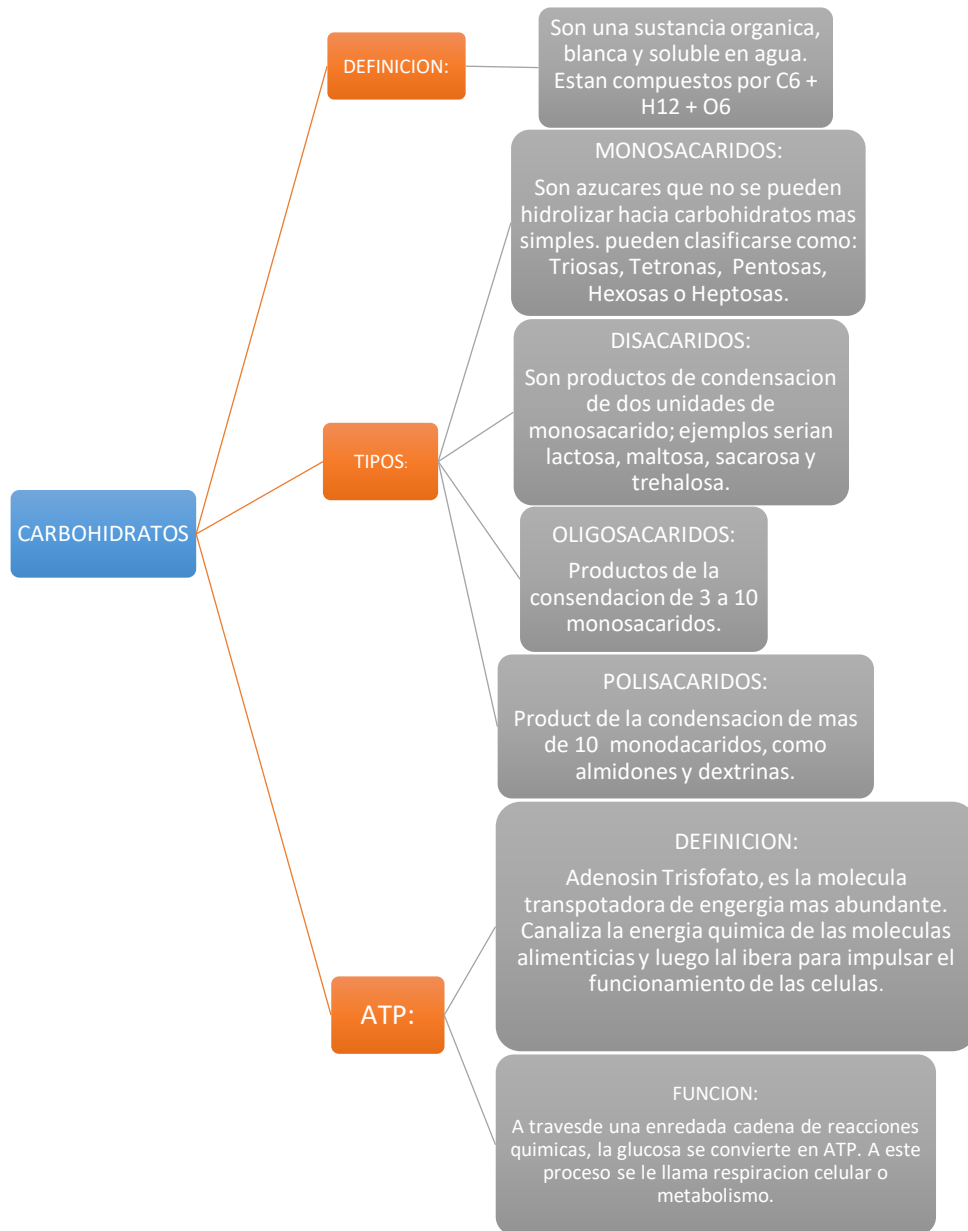 CARBOHIDRATOS
DEFINICION:
Son una sustancia organica,
blanca y soluble en agua.
Estan compuestos por C6 +
H12 + O6
TIPOS:
MONOSACARIDOS:
Son azucares que no se pueden
hidrolizar hacia carbohidratos mas
simples. pueden clasificarse como:
Triosas, Tetronas, Pentosas,
Hexosas o Heptosas.
DISACARIDOS:
Son productos de condensacion
de dos unidades de
monosacarido; ejemplos serian
lactosa, maltosa, sacarosa y
trehalosa.
OLIGOSACARIDOS:
Productos de la
consendacion de 3 a 10
monosacaridos.
POLISACARIDOS:
Product de la condensacion de mas
de 10 monodacaridos, como
almidones y dextrinas.
ATP:
DEFINICION:
Adenosin Trisfofato, es la molecula
transpotadora de engergia mas abundante.
Canaliza la energia quimica de las moleculas
alimenticias y luego lal ibera para impulsar el
funcionamiento de las celulas.
FUNCION:
A travesde una enredada cadena de reacciones
quimicas, la glucosa se convierte en ATP. A este
proceso se le llama respiracion celular o
metabolismo.